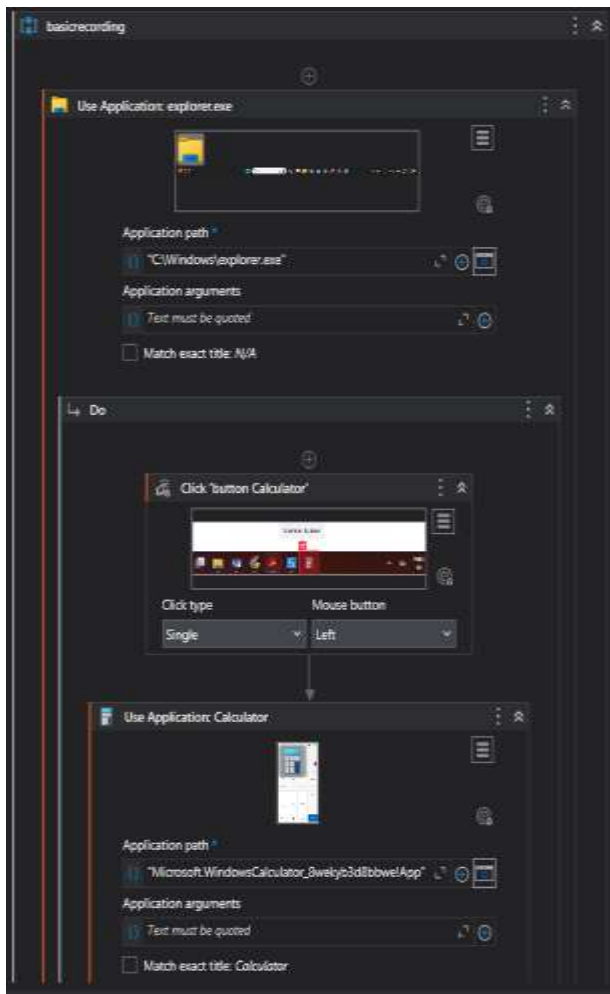 basicrecording
Use Application: explorer.exe
Application path *
"C:\Windows\explorer.exe"
Application arguments
Text must be quoted
Match exact title: N/A
Do
Click 'button Calculator'
Click type Mouse button
Single Left
Use Application: Calculator
Application path *
"Microsoft.WindowsCalculator_8wekyb3d8bbwe!App"
Application arguments
Text must be quoted
Match exact title: Calculator